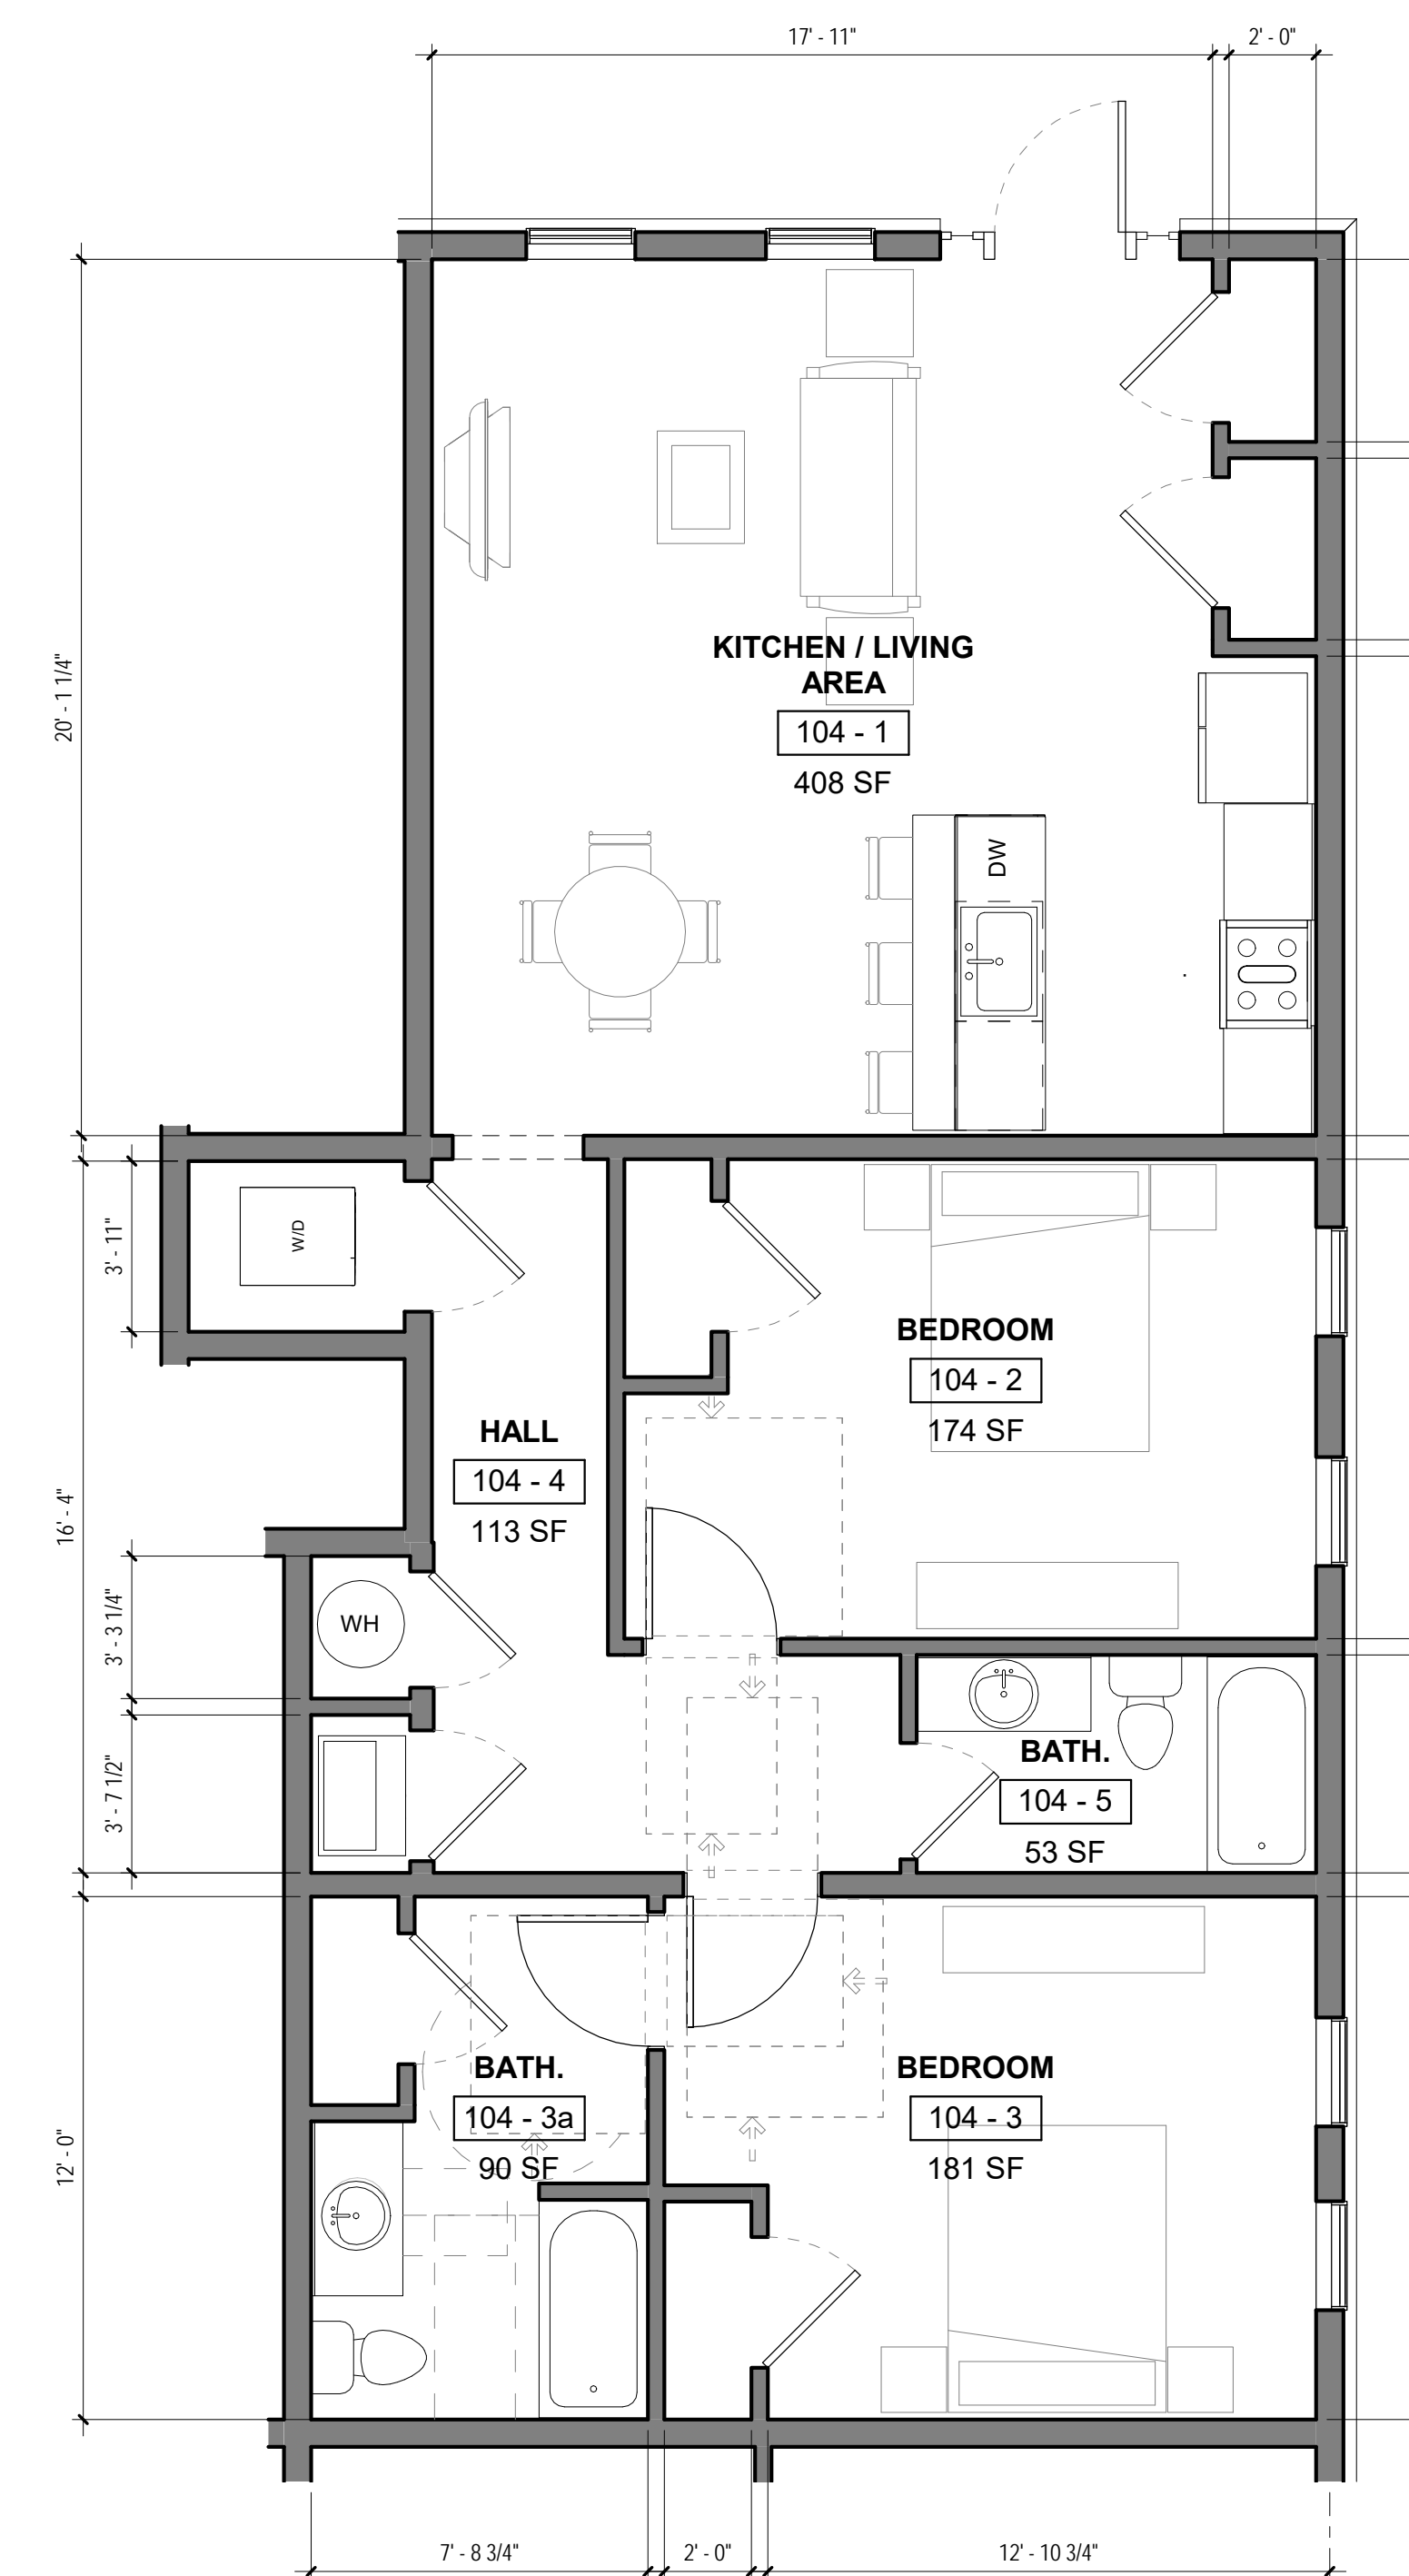 17' - 11"
2' - 0"
20' - 1 1/4"
KITCHEN / LIVING
AREA
104 - 1
408 SF
DW
W/D
3' - 11"
BEDROOM
104 - 2
174 SF
HALL
104 - 4
113 SF
16' - 4"
3' - 3 1/4"
WH
3' - 7 1/2"
BATH.
104 - 5
53 SF
BATH.
104 - 3a
90 SF
BEDROOM
104 - 3
181 SF
12' - 0"
7' - 8 3/4"
2' - 0"
12' - 10 3/4"